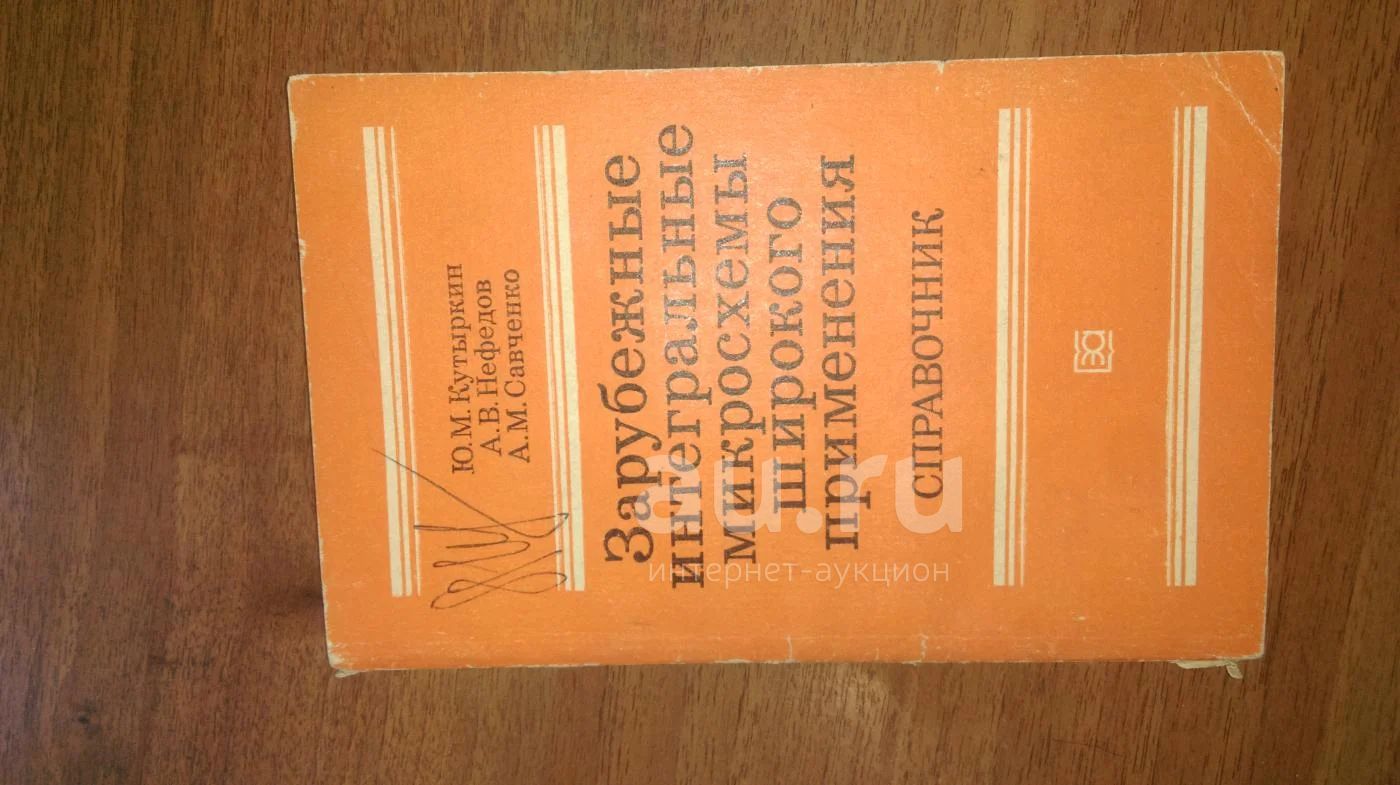 Ю.М.Кутыркин
А.В.Нефедов
А.М.Савченко
Зарубежные
интегральные
микросхемы
широкого
применения
СПРАВОЧНИК
au.ru
интернет-аукцион